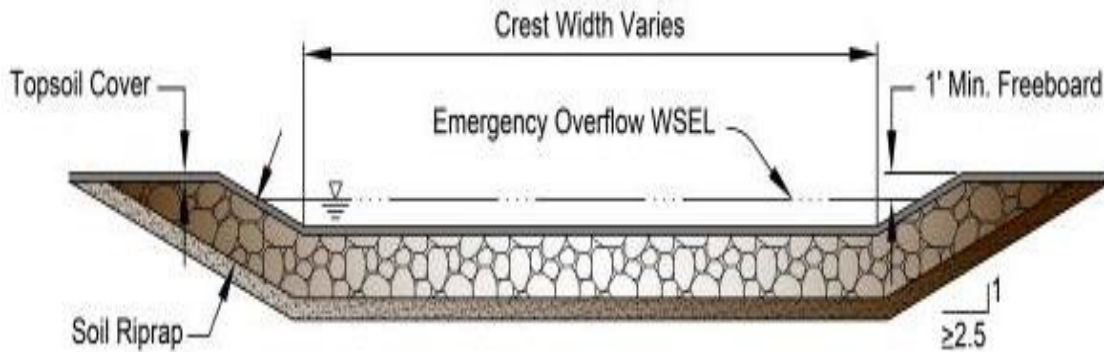 Crest Width Varies
Topsoil Cover
1' Min. Freeboard
Emergency Overflow WSEL
Soil Riprap
1
≥2.5